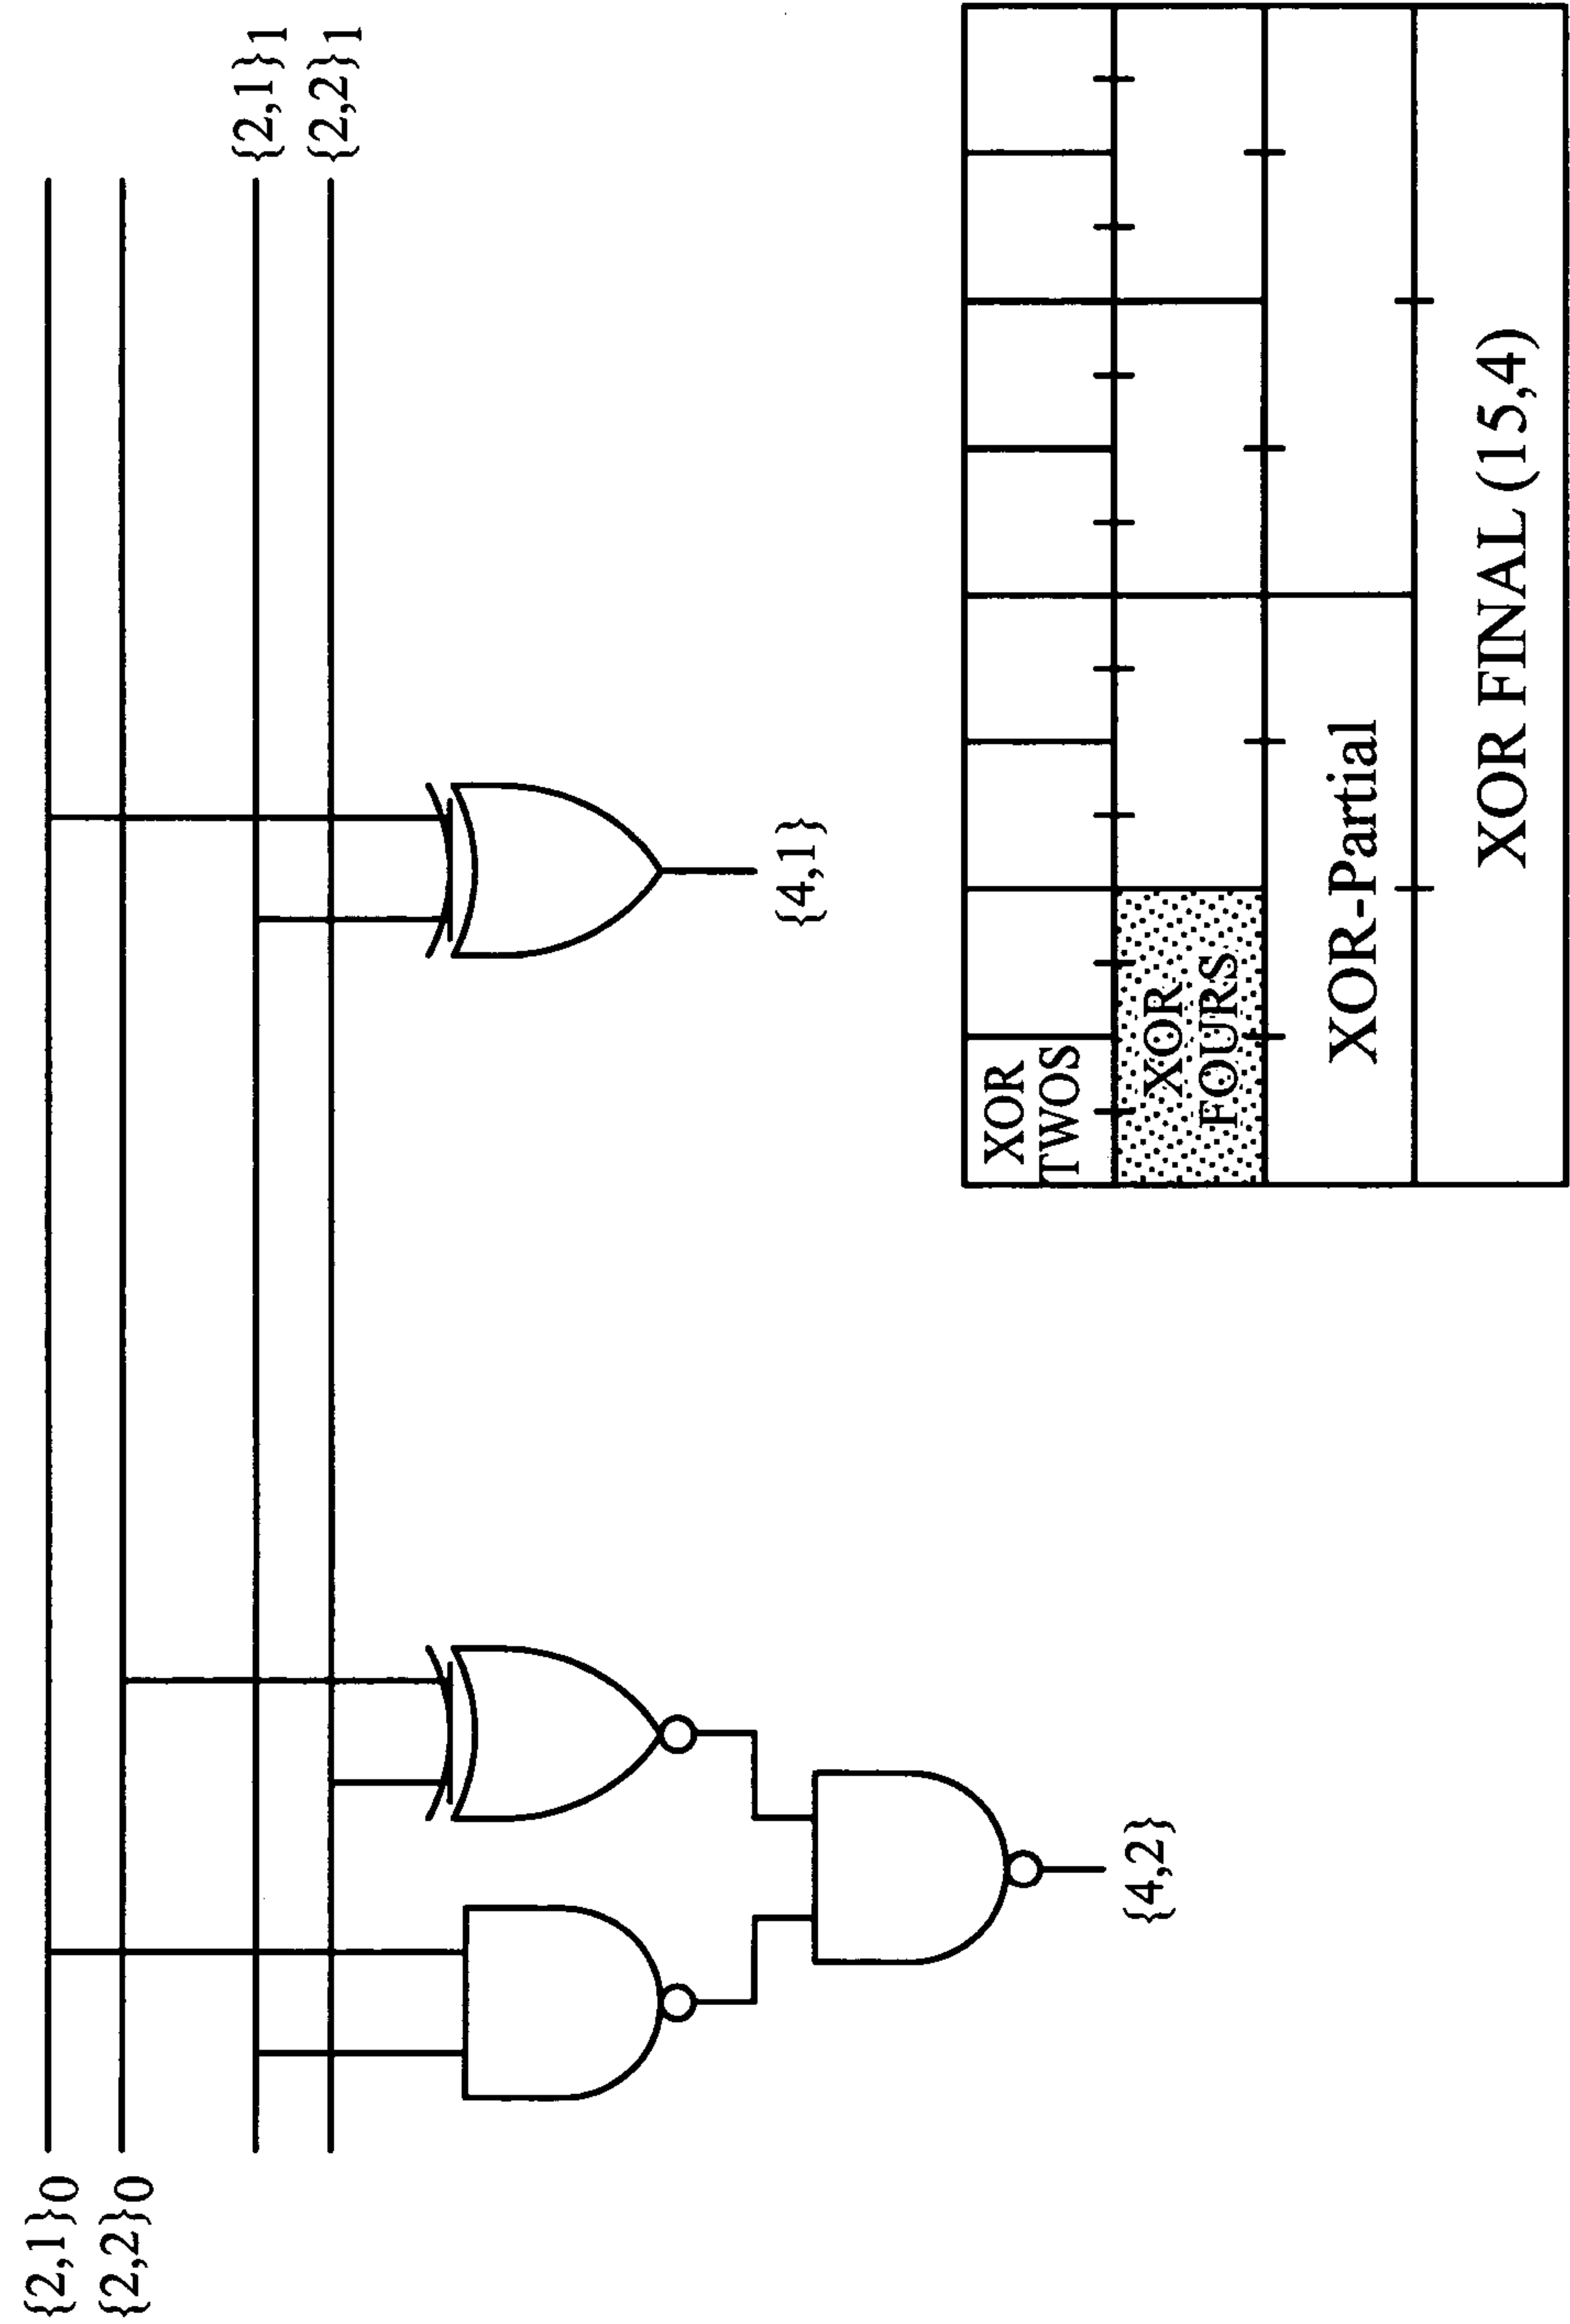 {2,1}0
{2,2}0
{2,1}1
{2,2}1
{4,2}
{4,1}
XOR
TWOS
XOR
FOURS
XOR-Partial
XOR FINAL (15,4)